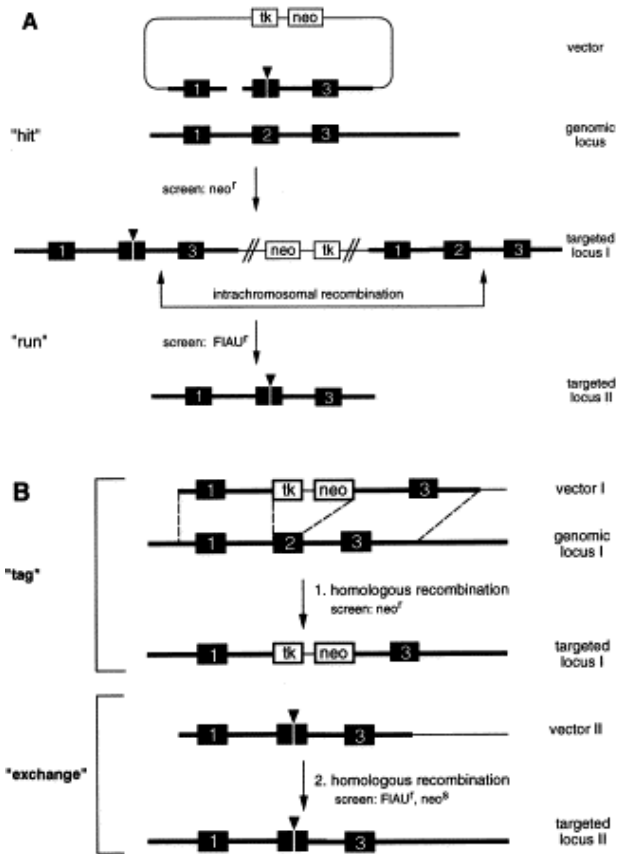 A
tk neo
vector
1 3
"hit"
1 2 3
genomic locus
screen: neoʳ
1 3 neo tk 1 2 3
targeted locus I
intrachromosomal recombination
"run"
screen: FIAUʳ
1 3
targeted locus II
B
1 tk neo 3
vector I
1 2 3
genomic locus I
"tag"
1. homologous recombination
screen: neoʳ
1 tk neo 3
targeted locus I
1 3
vector II
"exchange"
2. homologous recombination
screen: FIAUʳ, neoˢ
1 3
targeted locus II